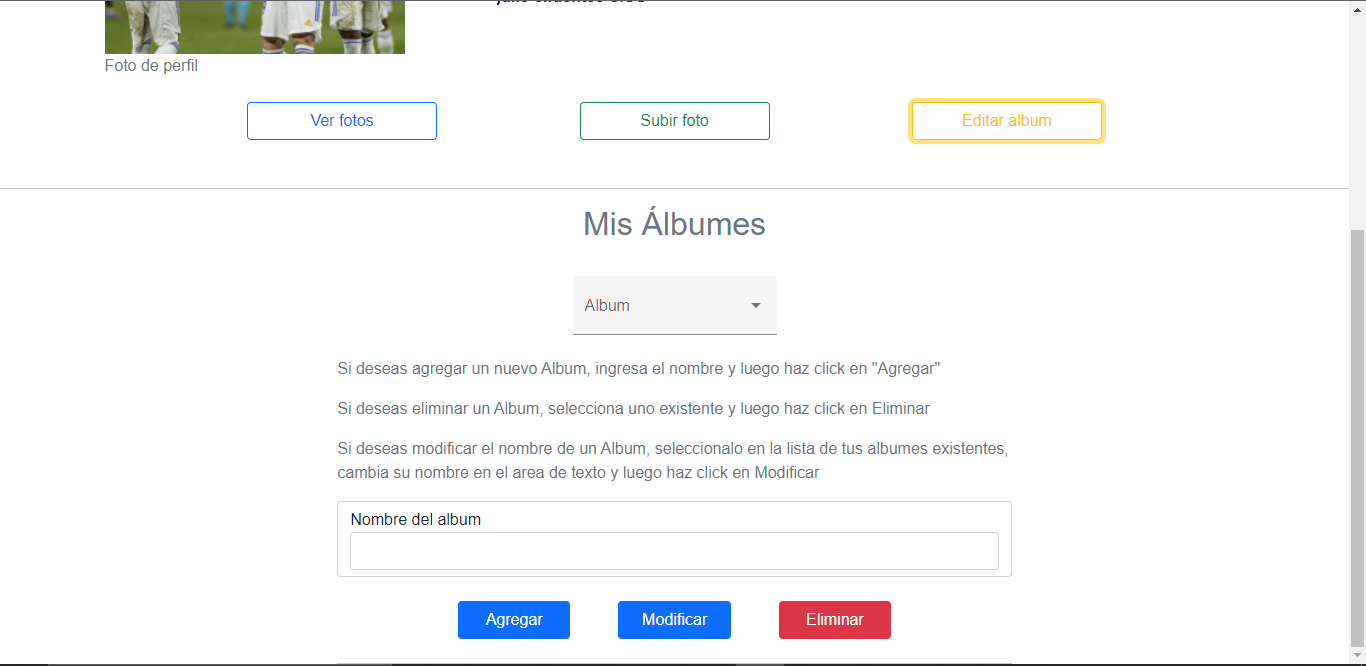 Foto de perfil
Ver fotos
Subir foto
Editar album
Mis Álbumes
Album
Si deseas agregar un nuevo Album, ingresa el nombre y luego haz click en "Agregar"
Si deseas eliminar un Album, selecciona uno existente y luego haz click en Eliminar
Si deseas modificar el nombre de un Album, seleccionalo en la lista de tus albumes existentes,
cambia su nombre en el area de texto y luego haz click en Modificar
Nombre del album
Agregar
Modificar
Eliminar